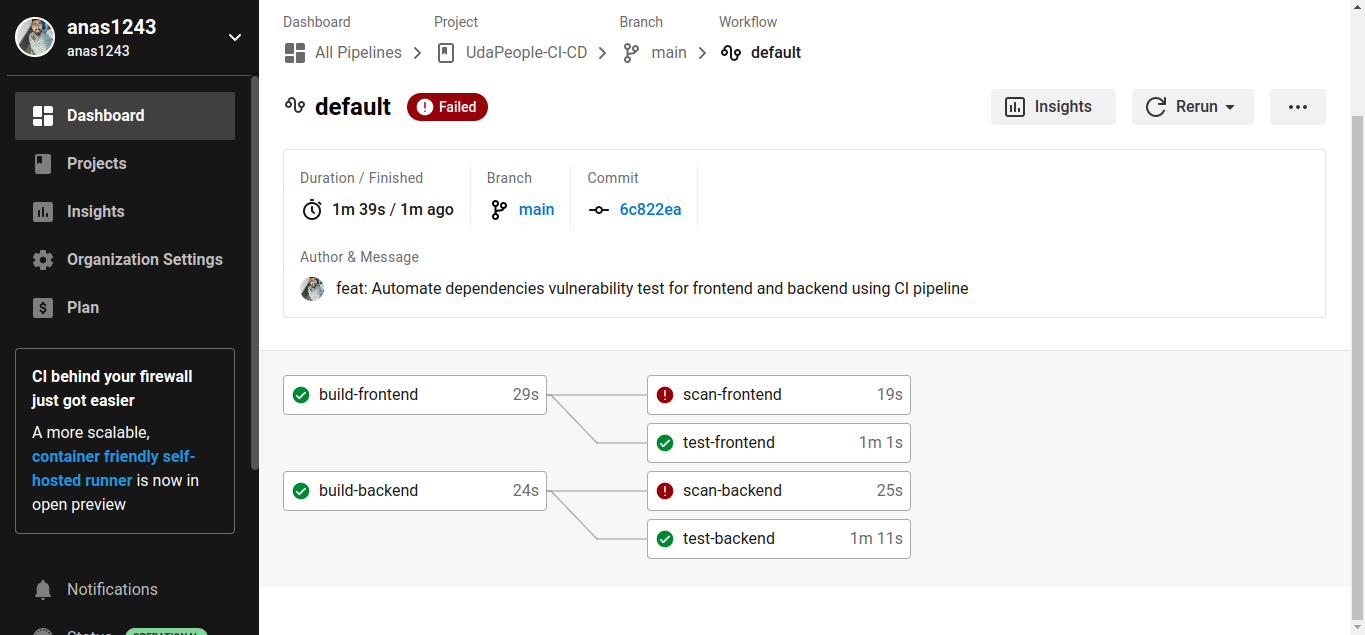 anas1243
anas1243
Dashboard
Projects
Insights
Organization Settings
Plan
CI behind your firewall
just got easier
A more scalable,
container friendly self-
hosted runner is now in
open preview
Notifications
Status OPERATIONAL
Dashboard Project Branch Workflow
All Pipelines UdaPeople-CI-CD main default
default Failed Insights Rerun
Duration / Finished Branch Commit
1m 39s / 1m ago main 6c822ea
Author & Message
feat: Automate dependencies vulnerability test for frontend and backend using CI pipeline
build-frontend 29s scan-frontend 19s
test-frontend 1m 1s
build-backend 24s scan-backend 25s
test-backend 1m 11s